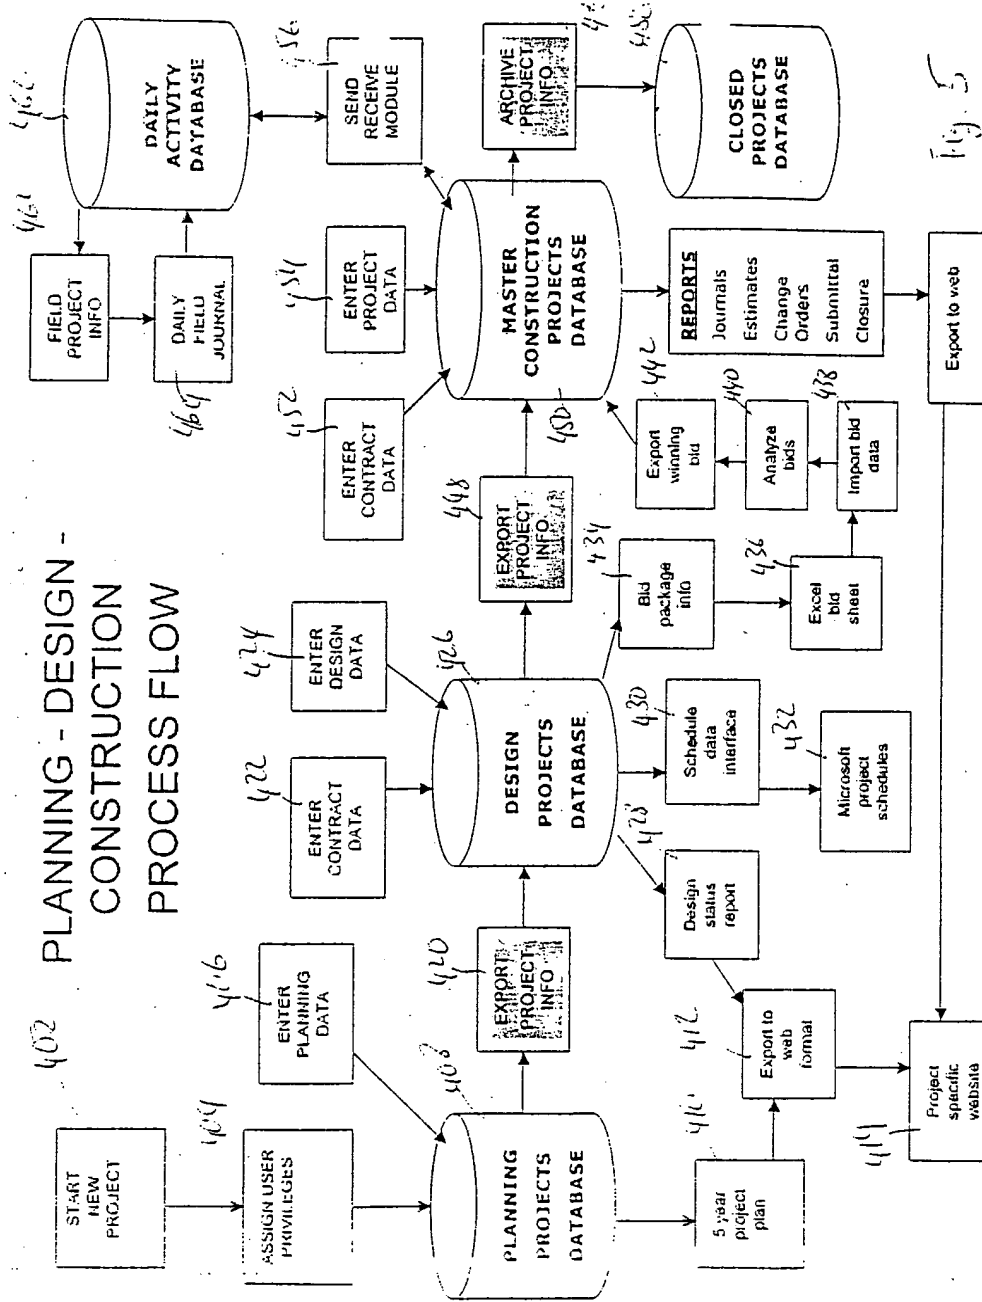 PLANNING - DESIGN -
CONSTRUCTION
PROCESS FLOW
402
START
NEW
PROJECT
404
ASSIGN USER
PRIVILEGES
406
ENTER
PLANNING
DATA
408
PLANNING
PROJECTS
DATABASE
410
5 year
project
plan
412
Export to
web
format
414
Project
specific
website
420
EXPORT
PROJECT
INFO
422
ENTER
CONTRACT
DATA
424
ENTER
DESIGN
DATA
426
DESIGN
PROJECTS
DATABASE
428
Design
status
report
430
Schedule
data
interface
432
Microsoft
project
schedules
434
Bid
package
info
436
Excel
bid
sheet
438
Import bid
data
440
Analyze
bids
442
Export
winning
bid
448
EXPORT
PROJECT
INFO
450
MASTER
CONSTRUCTION
PROJECTS
DATABASE
452
ENTER
CONTRACT
DATA
454
ENTER
PROJECT
DATA
456
SEND
RECEIVE
MODULE
FIELD
PROJECT
INFO
464
DAILY
FIELD
JOURNAL
DAILY
ACTIVITY
DATABASE
ARCHIVE
PROJECT
INFO
CLOSED
PROJECTS
DATABASE
REPORTS
Journals
Estimates
Change
Orders
Submittal
Closure
Export to web
Fig. 5